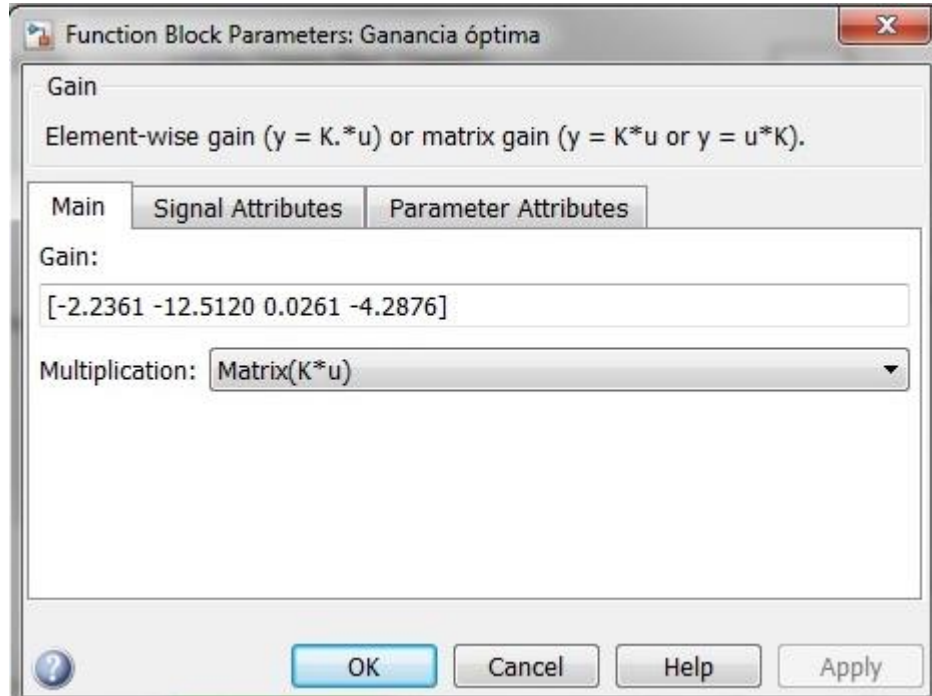 Function Block Parameters: Ganancia óptima
Gain
Element-wise gain (y = K.*u) or matrix gain (y = K*u or y = u*K).
Main Signal Attributes Parameter Attributes
Gain:
[-2.2361 -12.5120 0.0261 -4.2876]
Multiplication: Matrix(K*u)
OK Cancel Help Apply